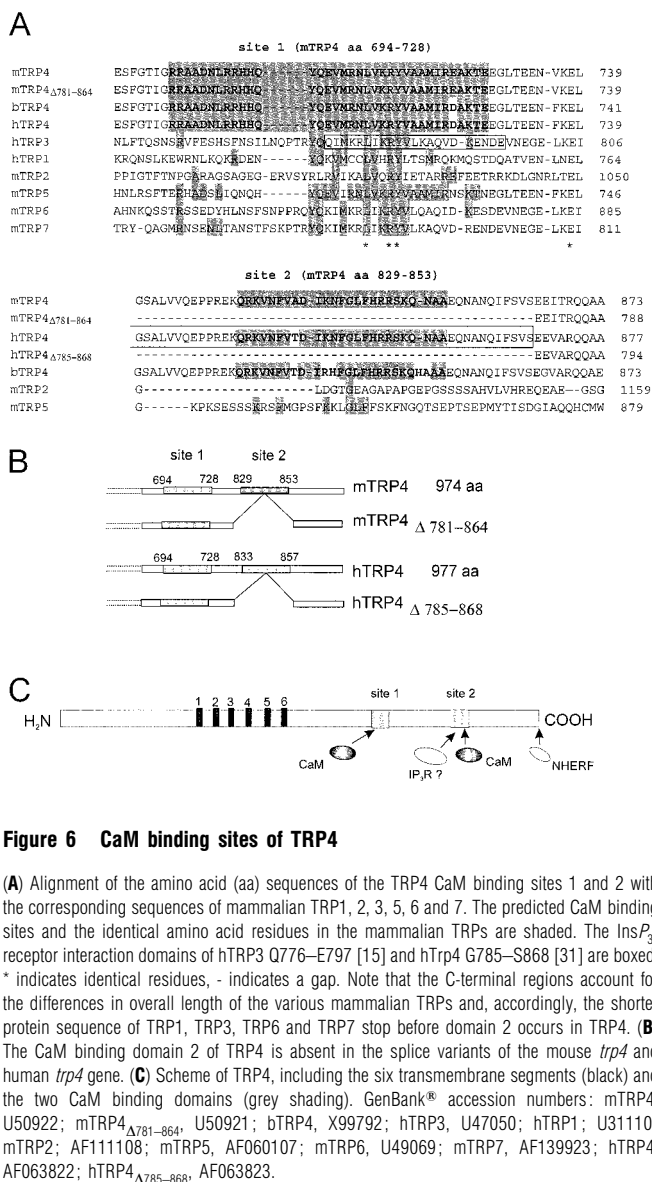 A
site 1 (mTRP4 aa 694-728)
mTRP4 ESFGTIGRRAADNLRRHHQ------YQEVMRNLVKRYVAAMIREAKTEEGLTEEN-VKEL 739
mTRP4Δ781-864 ESFGTIGRRAADNLRRHHQ------YQEVMRNLVKRYVAAMIREAKTEEGLTEEN-VKEL 739
bTRP4 ESFGTIGRRAADNLRRHHQ------YQEVMRNLVKRYVAAMIRDAKTEEGLTEEN-VKEL 741
hTRP4 ESFGTIGRRAADNLRRHHQ------YQEVMRNLVKRYVAAMIRDAKTEEGLTEEN-FKEL 739
hTRP3 NLFTQSNSRVFESHSFNSILNQPTRYQQIMKRLIKRYVLKAQVD-KENDEVNEGE-LKEI 806
hTRP1 KRQNSLKEWRNLKQKRDEN------YQKVMCCLVHRYLTSMRQKMQSTDQATVEN-LNEL 764
mTRP2 PPIGTFTNPGARAGSAGEG-ERVSYRLRVIKALVQRYIETARREFEETRRKDLGNRLTEL 1050
mTRP5 HNLRSFTERHADSLIQNQH------YQEVIRNLVKRYVAAMIRNSKTNEGLTEEN-FKEL 746
mTRP6 AHNKQSSTRSSEDYHLNSFSNPPRQYQKIMKRLIKRYVLQAQID-KESDEVNEGE-LKEI 885
mTRP7 TRY-QAGMRNSENLTANSTFSKPTRYQKIMKRLIKRYVLKAQVD-RENDEVNEGE-LKEI 811
* ** *
site 2 (mTRP4 aa 829-853)
mTRP4 GSALVVQEPPREKQRKVNFVAD-IKNFGLFHRRSKQ-NAAEQNANQIFSVSEEITRQQAA 873
mTRP4Δ781-864 ---------------------------------------------------EEITRQQAA 788
hTRP4 GSALVVQEPPREKQRKVNFVTD-IKNFGLFHRRSKQ-NAAEQNANQIFSVSEEVARQQAA 877
hTRP4Δ785-868 ---------------------------------------------------EEVARQQAA 794
bTRP4 GSALVVQEPPREKQRKVNFVTD-IRHFGLFHRRSKQHAAAEQNANQIFSVSEGVARQQAE 873
mTRP2 G----------------------LDGTGEAGAPAPGEPGSSSSAHVLVHREQEAE--GSG 1159
mTRP5 G------KPKSESSSKRSFMGPSFKKLGLFFSKFNGQTSEPTSEPMYTISDGIAQQHCMW 879
B
site 1 site 2
694 728 829 853
mTRP4 974 aa
mTRP4 Δ 781–864
694 728 833 857
hTRP4 977 aa
hTRP4 Δ 785–868
C
1 2 3 4 5 6 site 1 site 2
H2N COOH
CaM IP3R ? CaM NHERF
Figure 6 CaM binding sites of TRP4
(A) Alignment of the amino acid (aa) sequences of the TRP4 CaM binding sites 1 and 2 with
the corresponding sequences of mammalian TRP1, 2, 3, 5, 6 and 7. The predicted CaM binding
sites and the identical amino acid residues in the mammalian TRPs are shaded. The InsP3
receptor interaction domains of hTRP3 Q776–E797 [15] and hTrp4 G785–S868 [31] are boxed.
* indicates identical residues, - indicates a gap. Note that the C-terminal regions account fo
the differences in overall length of the various mammalian TRPs and, accordingly, the shorte
protein sequence of TRP1, TRP3, TRP6 and TRP7 stop before domain 2 occurs in TRP4. (B
The CaM binding domain 2 of TRP4 is absent in the splice variants of the mouse trp4 and
human trp4 gene. (C) Scheme of TRP4, including the six transmembrane segments (black) and
the two CaM binding domains (grey shading). GenBank® accession numbers: mTRP4
U50922; mTRP4Δ781–864, U50921; bTRP4, X99792; hTRP3, U47050; hTRP1; U31110
mTRP2; AF111108; mTRP5, AF060107; mTRP6, U49069; mTRP7, AF139923; hTRP4
AF063822; hTRP4Δ785–868, AF063823.